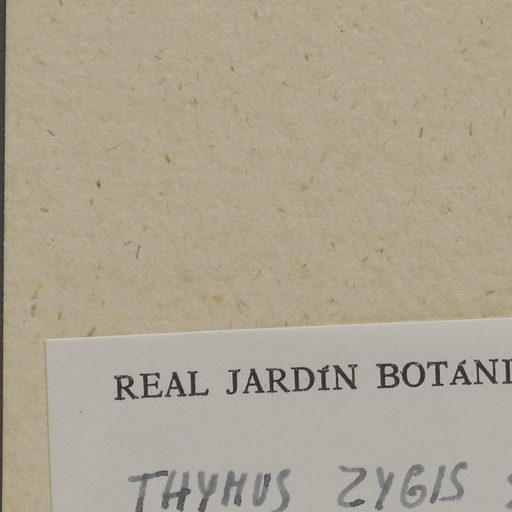 REAL JARDÍN BOTÁNI
THYMUS ZYGIS